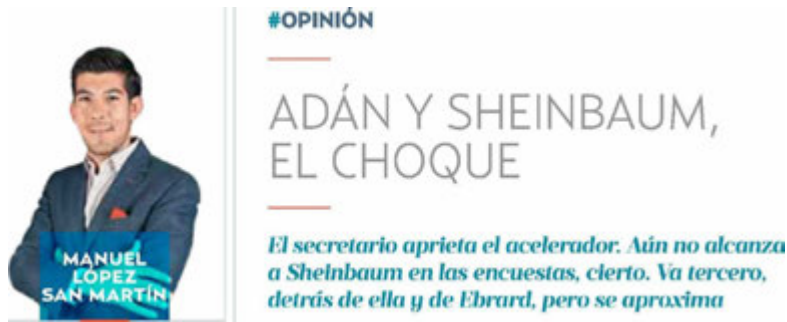 #OPINIÓN
ADÁN Y SHEINBAUM,
EL CHOQUE
El secretario aprieta el acelerador. Aún no alcanza
a Sheinbaum en las encuestas, cierto. Va tercero,
detrás de ella y de Ebrard, pero se aproxima
MANUEL
LÓPEZ
SAN MARTÍN